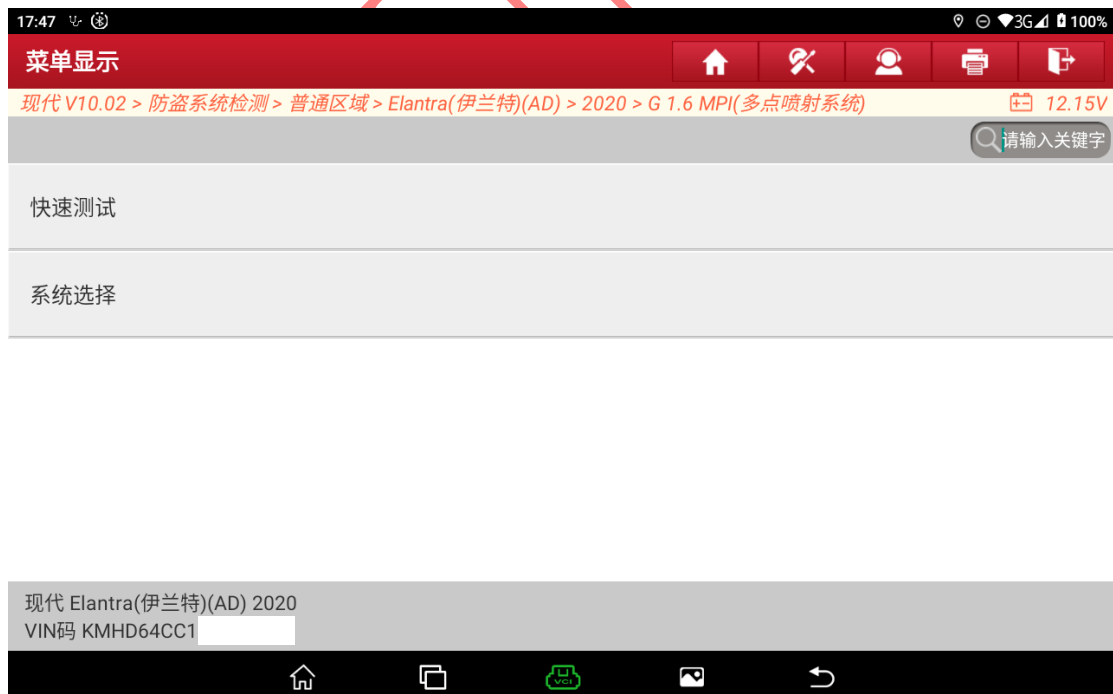 17:47 3G 100%
菜单显示
现代 V10.02 > 防盗系统检测 > 普通区域 > Elantra(伊兰特)(AD) > 2020 > G 1.6 MPI(多点喷射系统) 12.15V
请输入关键字
快速测试
系统选择
现代 Elantra(伊兰特)(AD) 2020
VIN码 KMHD64CC1
VCI